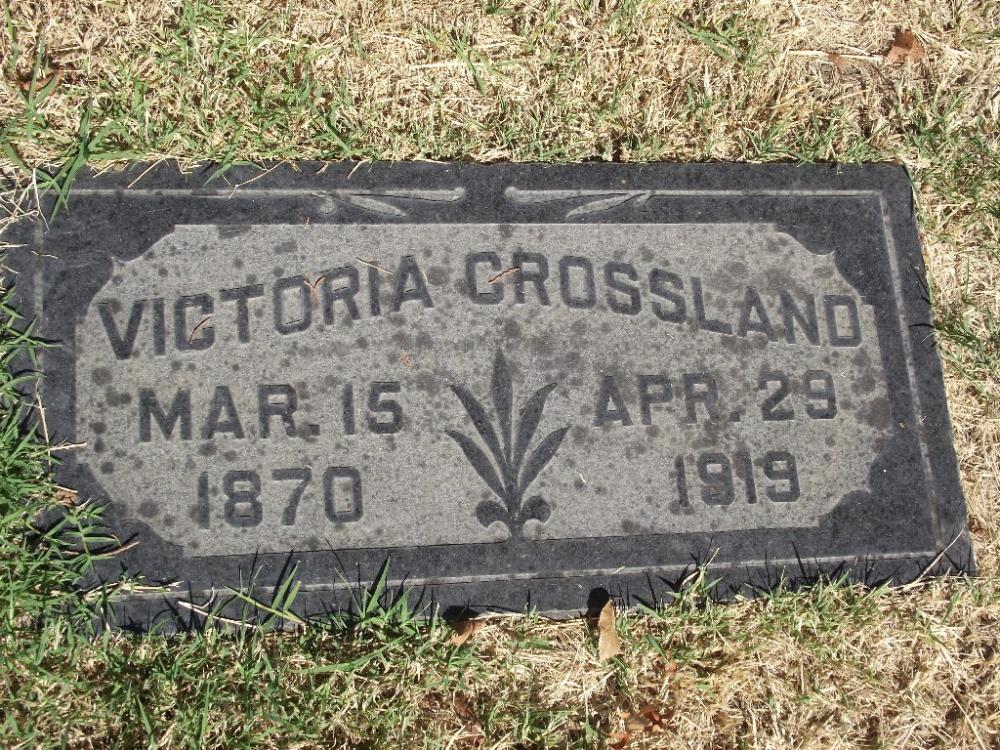 VICTORIA CROSSLAND
MAR. 15 APR. 29
1870 1919